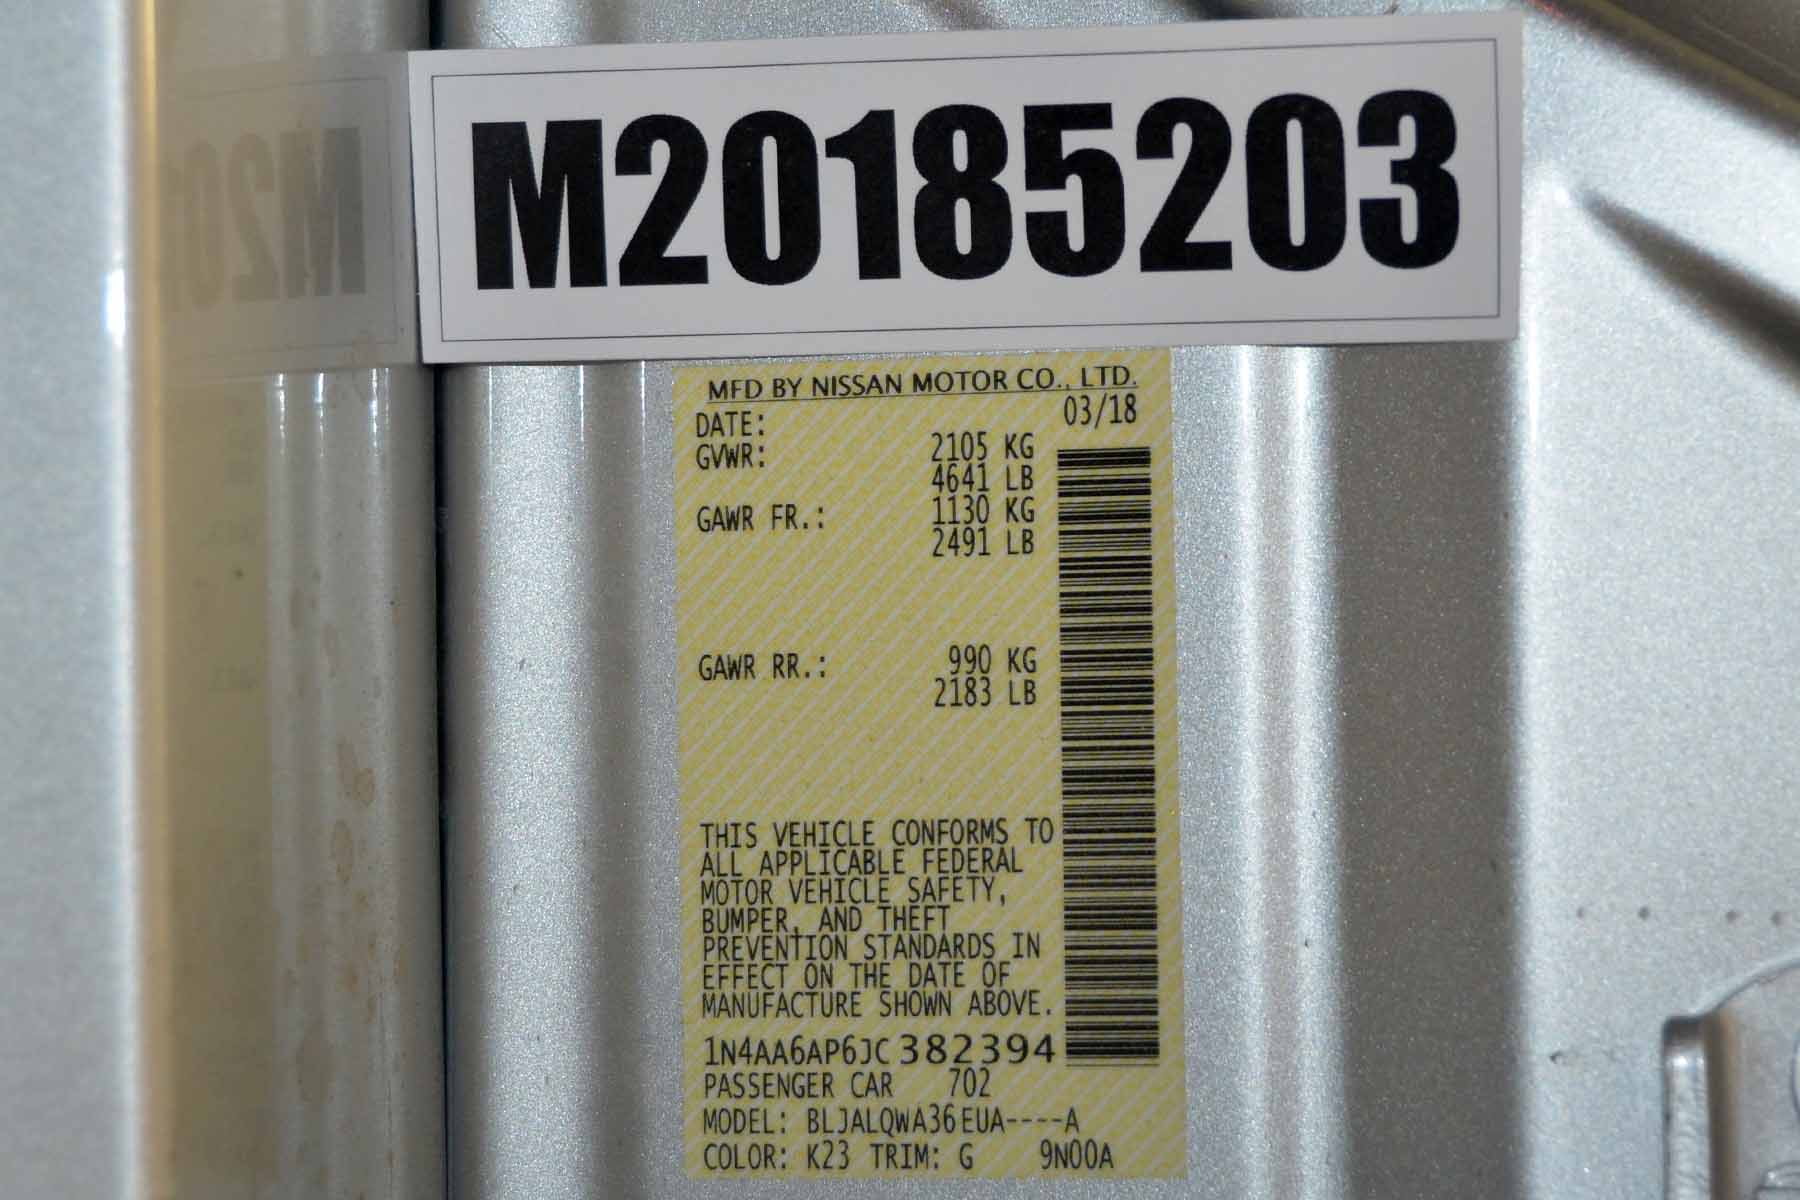 M20185203
MFD BY NISSAN MOTOR CO., LTD.
DATE: 03/18
GVWR: 2105 KG
4641 LB
GAWR FR.: 1130 KG
2491 LB
GAWR RR.: 990 KG
2183 LB
THIS VEHICLE CONFORMS TO
ALL APPLICABLE FEDERAL
MOTOR VEHICLE SAFETY,
BUMPER, AND THEFT
PREVENTION STANDARDS IN
EFFECT ON THE DATE OF
MANUFACTURE SHOWN ABOVE.
1N4AA6AP6JC382394
PASSENGER CAR 702
MODEL: BLJALQWA36EUA----A
COLOR: K23 TRIM: G 9N00A